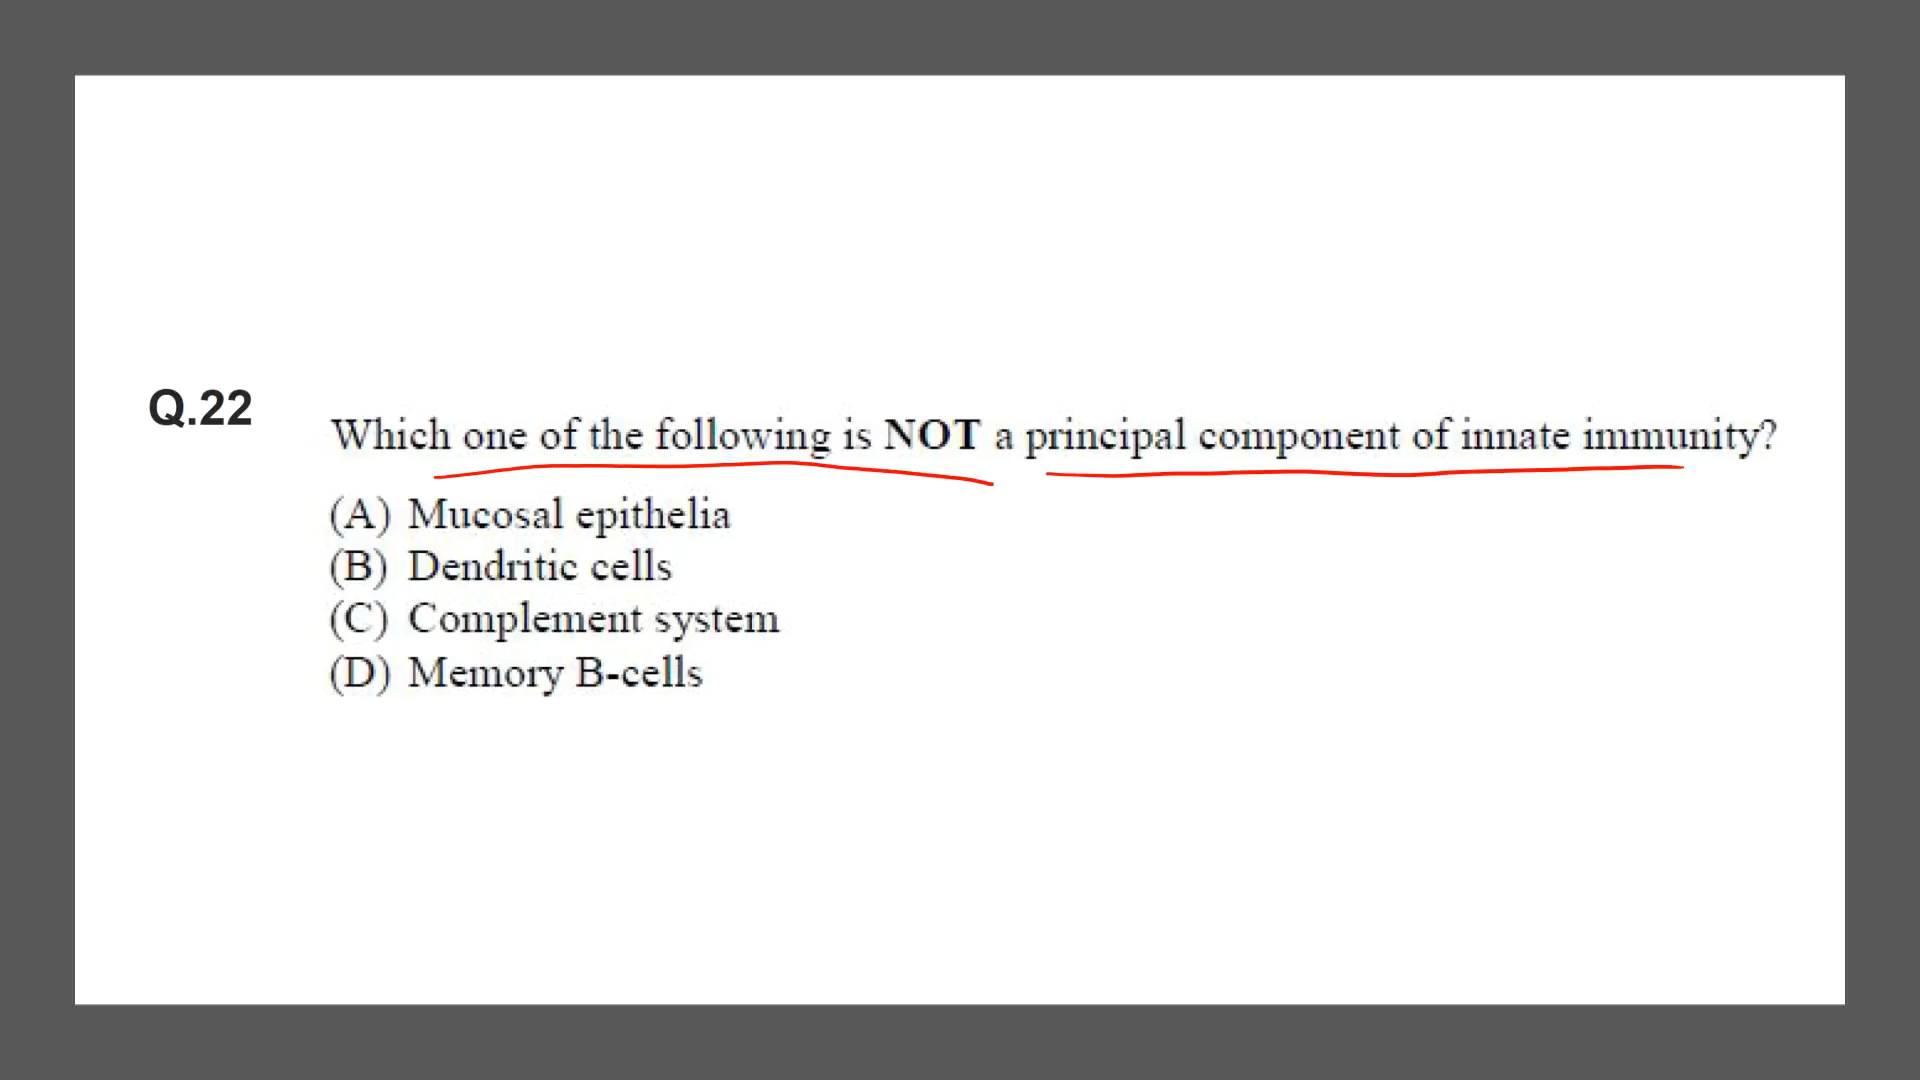 Q.22
Which one of the following is NOT a principal component of innate immunity?
(A) Mucosal epithelia
(B) Dendritic cells
(C) Complement system
(D) Memory B-cells